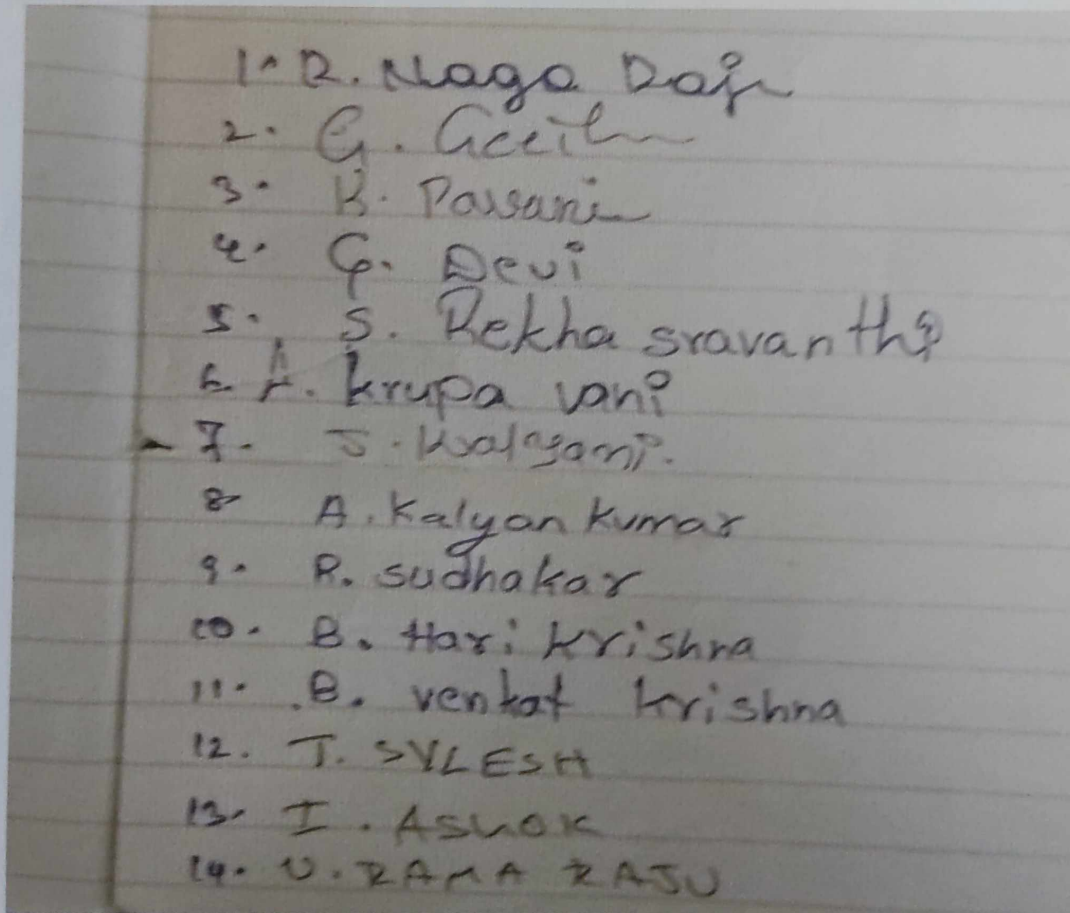 1. R. Naga Raju
2. G. Geeth
3. K. Pavani
4. G. Devi
5. S. Rekha sravanthi
6. A. krupa vani
7. J. Kalyani.
8 A. Kalyan kumar
9. R. sudhakar
10. B. Hari krishna
11. B. venkat krishna
12. T. SYLESH
13. I. ASHOK
14. U. RAMA RAJU